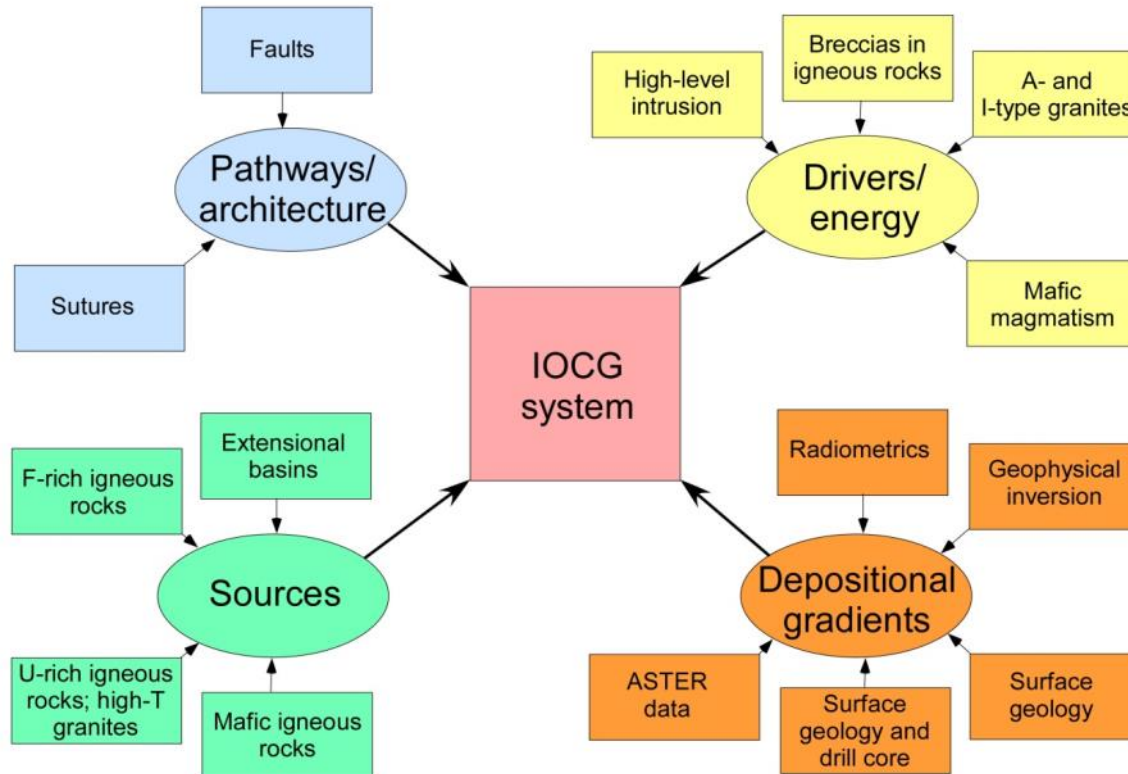 Faults
Pathways/
architecture
Sutures
High-level
intrusion
Breccias in
igneous rocks
A- and
I-type granites
Drivers/
energy
Mafic
magmatism
IOCG
system
F-rich igneous
rocks
Extensional
basins
Sources
U-rich igneous
rocks; high-T
granites
Mafic igneous
rocks
Radiometrics
Geophysical
inversion
Depositional
gradients
ASTER
data
Surface
geology and
drill core
Surface
geology